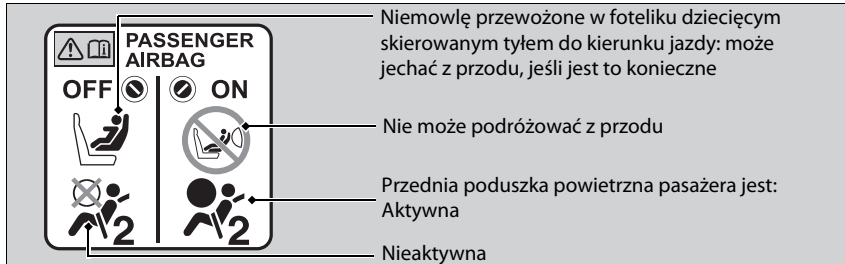 PASSENGER
AIRBAG
OFF ON
2 2
Niemowlę przewożone w foteliku dziecięcym
skierowanym tyłem do kierunku jazdy: może
jechać z przodu, jeśli jest to konieczne
Nie może podróżować z przodu
Przednia poduszka powietrzna pasażera jest:
Aktywna
Nieaktywna